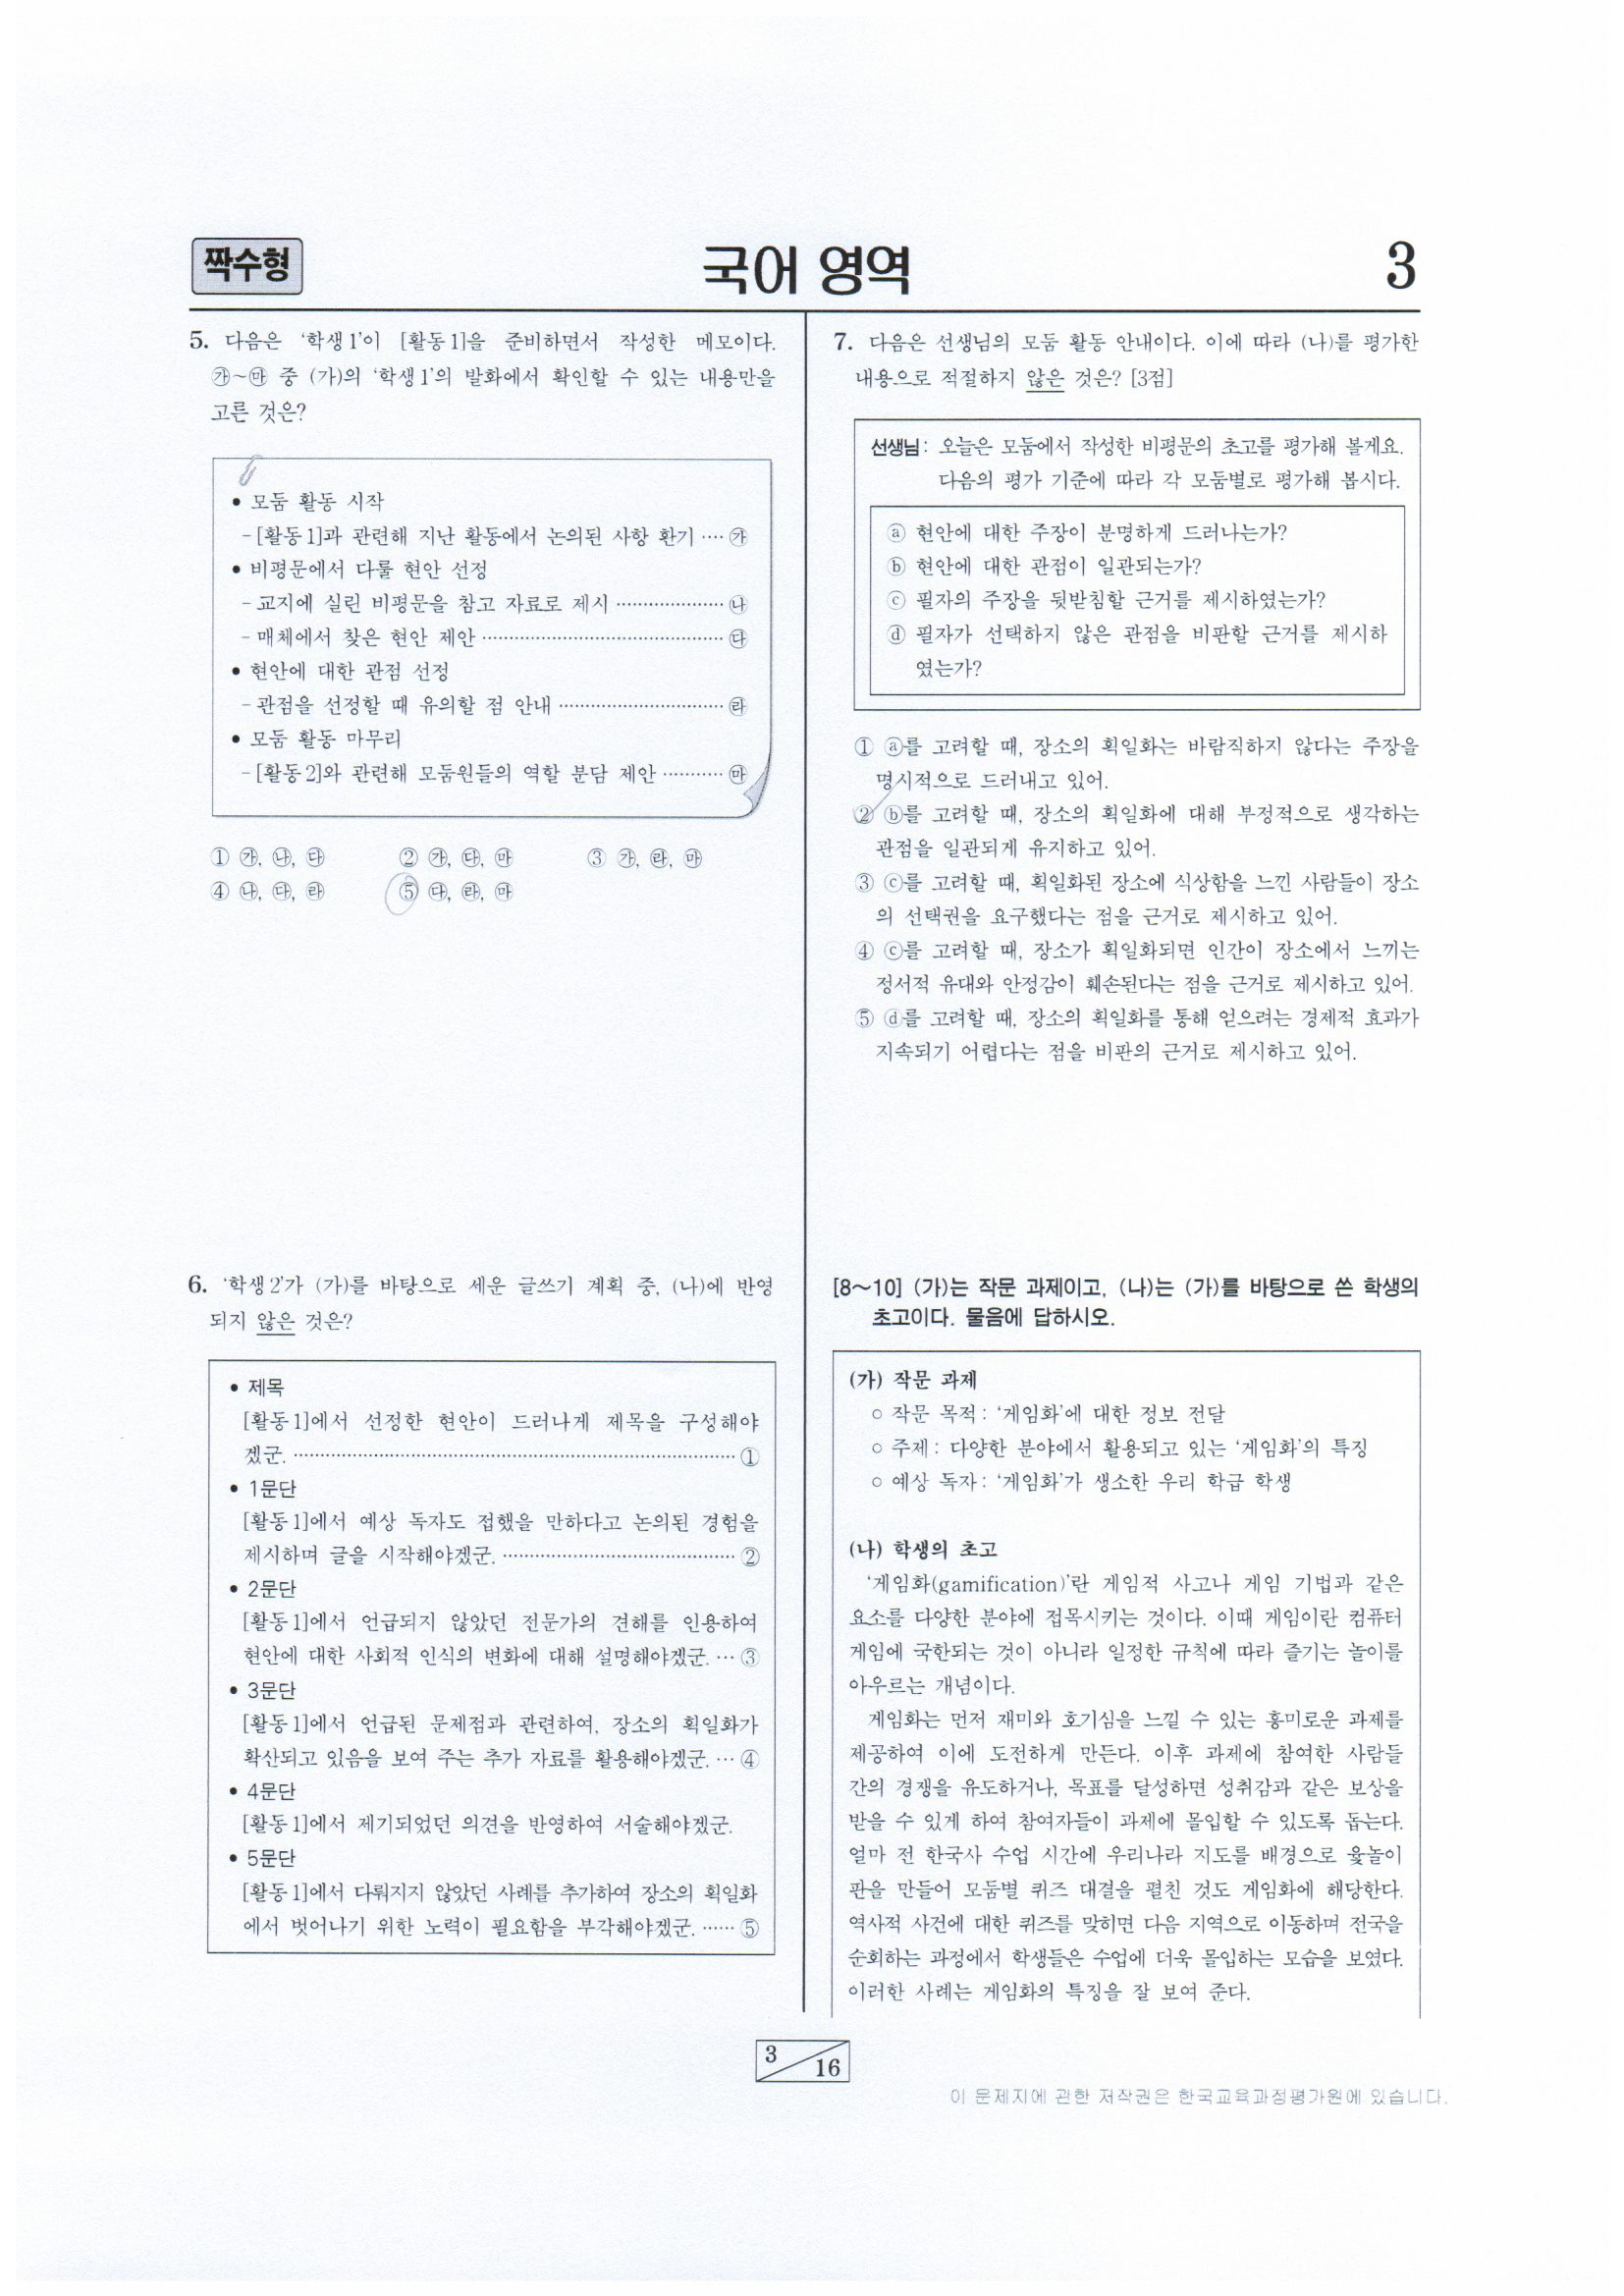 짝수형
국어 영역
3
5. 다음은 ‘학생 1’이 [활동 1]을 준비하면서 작성한 메모이다.
㉮~㉲ 중 (가)의 ‘학생 1’의 발화에서 확인할 수 있는 내용만을
고른 것은?
• 모둠 활동 시작
- [활동 1]과 관련해 지난 활동에서 논의된 사항 환기 ···· ㉮
• 비평문에서 다룰 현안 선정
- 교지에 실린 비평문을 참고 자료로 제시 ···················· ㉯
- 매체에서 찾은 현안 제안 ········································ ㉰
• 현안에 대한 관점 선정
- 관점을 선정할 때 유의할 점 안내 ···························· ㉱
• 모둠 활동 마무리
- [활동 2]와 관련해 모둠원들의 역할 분담 제안 ··········· ㉲
① ㉮, ㉯, ㉰ ② ㉮, ㉰, ㉲ ③ ㉮, ㉱, ㉲
④ ㉯, ㉰, ㉱ ⑤ ㉰, ㉱, ㉲
6. ‘학생 2’가 (가)를 바탕으로 세운 글쓰기 계획 중, (나)에 반영
되지 않은 것은?
• 제목
[활동 1]에서 선정한 현안이 드러나게 제목을 구성해야
겠군. ········································································ ①
• 1문단
[활동 1]에서 예상 독자도 접했을 만하다고 논의된 경험을
제시하며 글을 시작해야겠군. ······································ ②
• 2문단
[활동 1]에서 언급되지 않았던 전문가의 견해를 인용하여
현안에 대한 사회적 인식의 변화에 대해 설명해야겠군. ··· ③
• 3문단
[활동 1]에서 언급된 문제점과 관련하여, 장소의 획일화가
확산되고 있음을 보여 주는 추가 자료를 활용해야겠군. ··· ④
• 4문단
[활동 1]에서 제기되었던 의견을 반영하여 서술해야겠군.
• 5문단
[활동 1]에서 다뤄지지 않았던 사례를 추가하여 장소의 획일화
에서 벗어나기 위한 노력이 필요함을 부각해야겠군. ······ ⑤
7. 다음은 선생님의 모둠 활동 안내이다. 이에 따라 (나)를 평가한
내용으로 적절하지 않은 것은? [3점]
선생님: 오늘은 모둠에서 작성한 비평문의 초고를 평가해 볼게요.
다음의 평가 기준에 따라 각 모둠별로 평가해 봅시다.
ⓐ 현안에 대한 주장이 분명하게 드러나는가?
ⓑ 현안에 대한 관점이 일관되는가?
ⓒ 필자의 주장을 뒷받침할 근거를 제시하였는가?
ⓓ 필자가 선택하지 않은 관점을 비판할 근거를 제시하
였는가?
① ⓐ를 고려할 때, 장소의 획일화는 바람직하지 않다는 주장을
명시적으로 드러내고 있어.
② ⓑ를 고려할 때, 장소의 획일화에 대해 부정적으로 생각하는
관점을 일관되게 유지하고 있어.
③ ⓒ를 고려할 때, 획일화된 장소에 식상함을 느낀 사람들이 장소
의 선택권을 요구했다는 점을 근거로 제시하고 있어.
④ ⓒ를 고려할 때, 장소가 획일화되면 인간이 장소에서 느끼는
정서적 유대와 안정감이 훼손된다는 점을 근거로 제시하고 있어.
⑤ ⓓ를 고려할 때, 장소의 획일화를 통해 얻으려는 경제적 효과가
지속되기 어렵다는 점을 비판의 근거로 제시하고 있어.
[8~10] (가)는 작문 과제이고, (나)는 (가)를 바탕으로 쓴 학생의
초고이다. 물음에 답하시오.
(가) 작문 과제
○ 작문 목적: ‘게임화’에 대한 정보 전달
○ 주제: 다양한 분야에서 활용되고 있는 ‘게임화’의 특징
○ 예상 독자: ‘게임화’가 생소한 우리 학급 학생
(나) 학생의 초고
‘게임화(gamification)’란 게임적 사고나 게임 기법과 같은
요소를 다양한 분야에 접목시키는 것이다. 이때 게임이란 컴퓨터
게임에 국한되는 것이 아니라 일정한 규칙에 따라 즐기는 놀이를
아우르는 개념이다.
게임화는 먼저 재미와 호기심을 느낄 수 있는 흥미로운 과제를
제공하여 이에 도전하게 만든다. 이후 과제에 참여한 사람들
간의 경쟁을 유도하거나, 목표를 달성하면 성취감과 같은 보상을
받을 수 있게 하여 참여자들이 과제에 몰입할 수 있도록 돕는다.
얼마 전 한국사 수업 시간에 우리나라 지도를 배경으로 윷놀이
판을 만들어 모둠별 퀴즈 대결을 펼친 것도 게임화에 해당한다.
역사적 사건에 대한 퀴즈를 맞히면 다음 지역으로 이동하며 전국을
순회하는 과정에서 학생들은 수업에 더욱 몰입하는 모습을 보였다.
이러한 사례는 게임화의 특징을 잘 보여 준다.
3
16
이 문제지에 관한 저작권은 한국교육과정평가원에 있습니다.